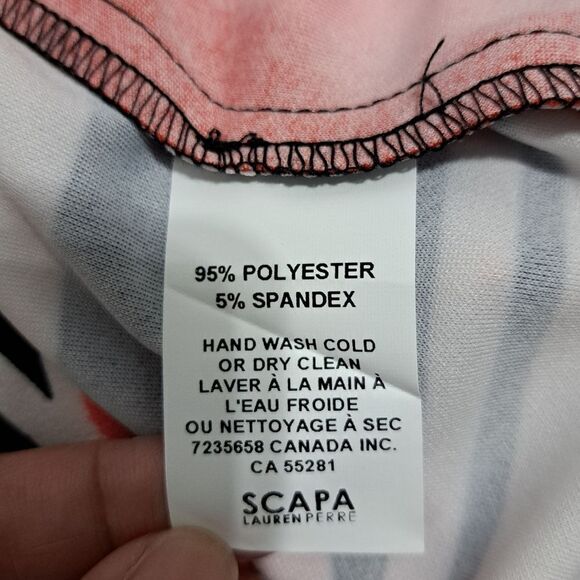 95% POLYESTER
5% SPANDEX
HAND WASH COLD
OR DRY CLEAN
LAVER À LA MAIN À
L'EAU FROIDE
OU NETTOYAGE À SEC
7235658 CANADA INC.
CA 55281
SCAPA
LAUREN PERRE